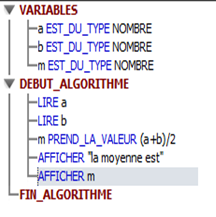 VARIABLES
a EST_DU_TYPE NOMBRE
b EST_DU_TYPE NOMBRE
m EST_DU_TYPE NOMBRE
DEBUT_ALGORITHME
LIRE a
LIRE b
m PREND_LA_VALEUR (a+b)/2
AFFICHER "la moyenne est"
AFFICHER m
FIN_ALGORITHME